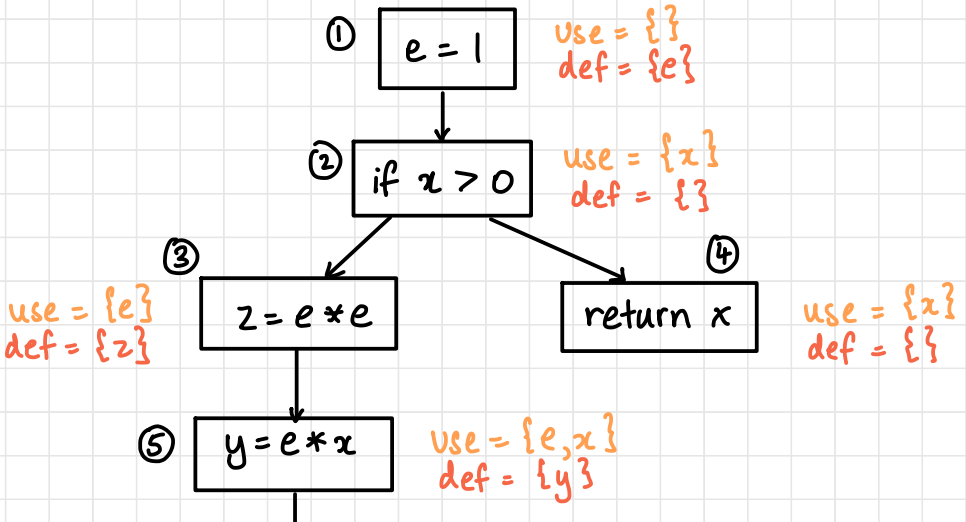 ① e = 1
use = {}
def = {e}
② if x > 0
use = {x}
def = {}
③ z = e * e
use = {e}
def = {z}
④ return x
use = {x}
def = {}
⑤ y = e * x
use = {e,x}
def = {y}